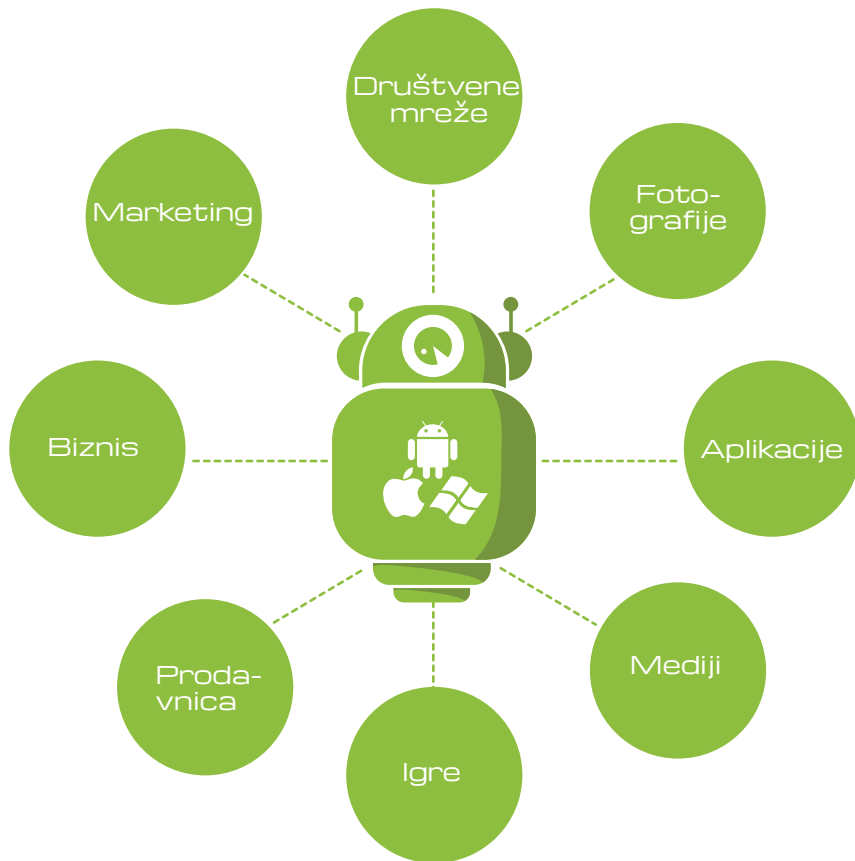 Društvene
mreže
Foto-
grafije
Marketing
Biznis
Aplikacije
Mediji
Proda-
vnica
Igre